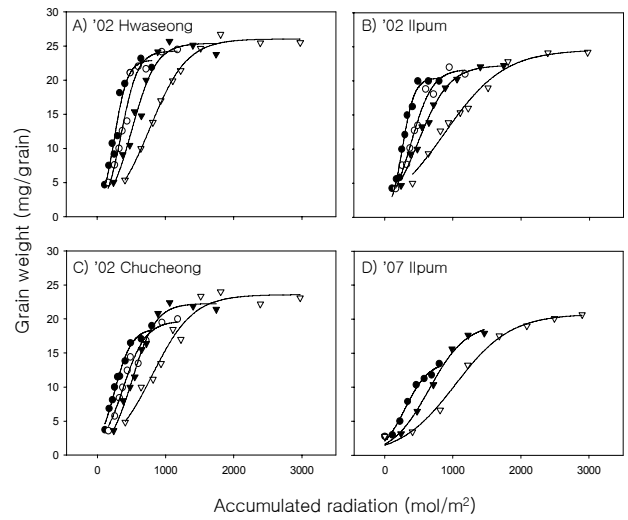 A) '02 Hwaseong
B) '02 Ilpum
30
25
20
15
10
5
0
C) '02 Chucheong
D) '07 Ilpum
30
25
20
15
10
5
0
0 1000 2000 3000
0 1000 2000 3000
Grain weight (mg/grain)
Accumulated radiation (mol/m²)